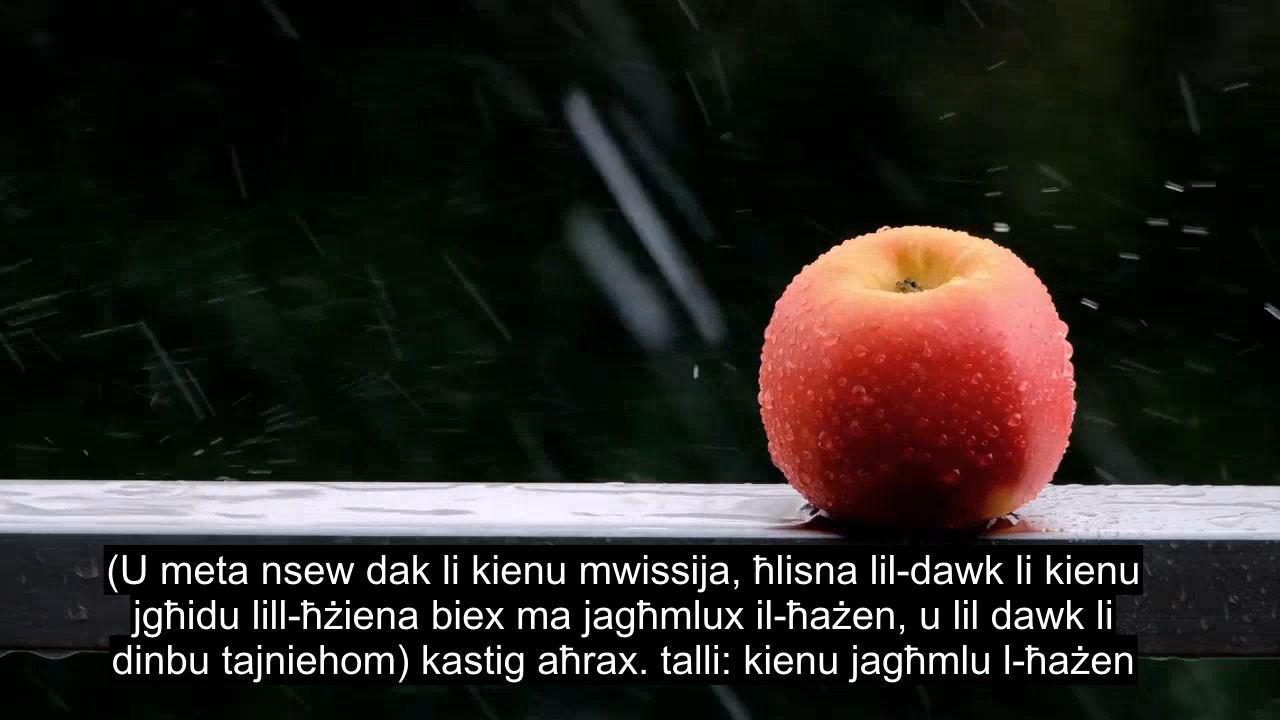 (U meta nsew dak li kienu mwissija, ħlisna lil-dawk li kienu
jgħidu lill-ħżiena biex ma jagħmlux il-ħażen, u lil dawk li
dinbu tajniehom) kastig aħrax. talli: kienu jagħmlu l-ħażen